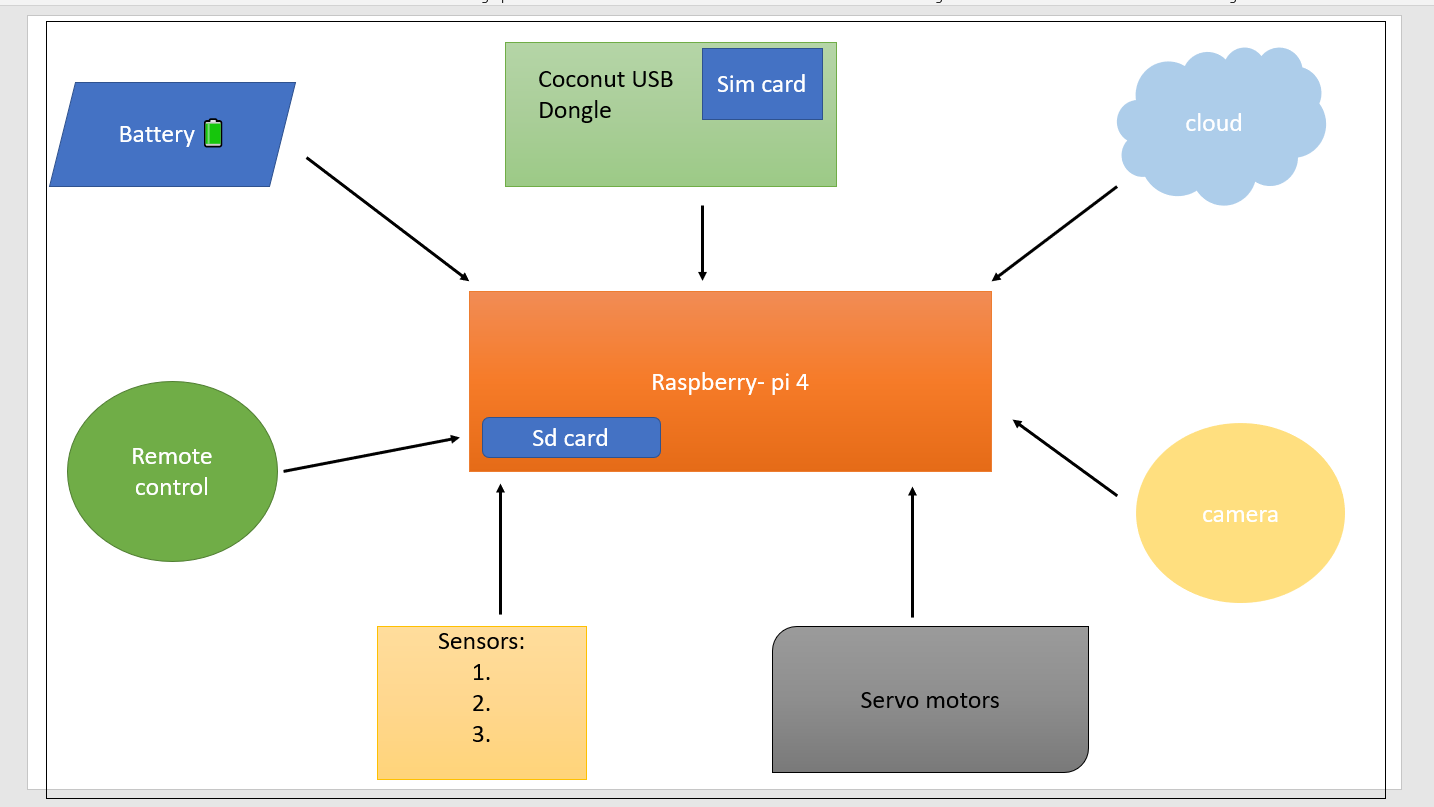 Battery
Coconut USB
Dongle
Sim card
cloud
Raspberry- pi 4
Sd card
Remote
control
camera
Sensors:
1.
2.
3.
Servo motors